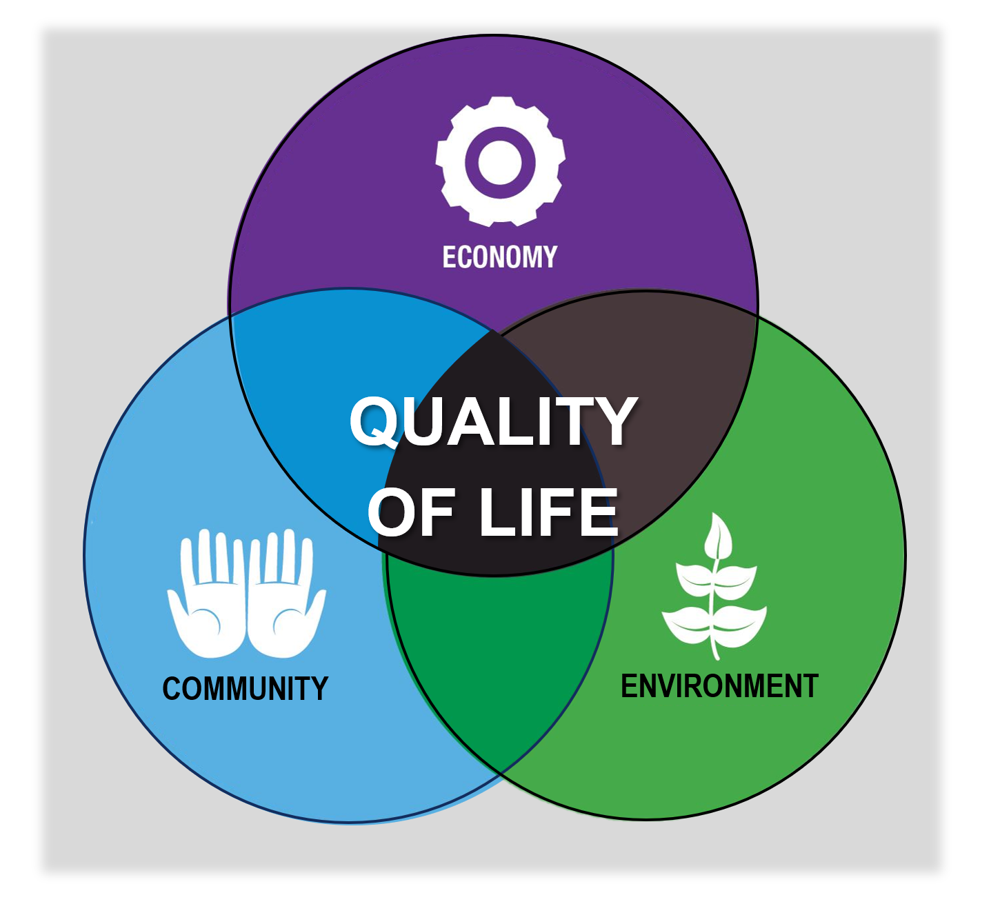 ECONOMY
QUALITY
OF LIFE
COMMUNITY
ENVIRONMENT